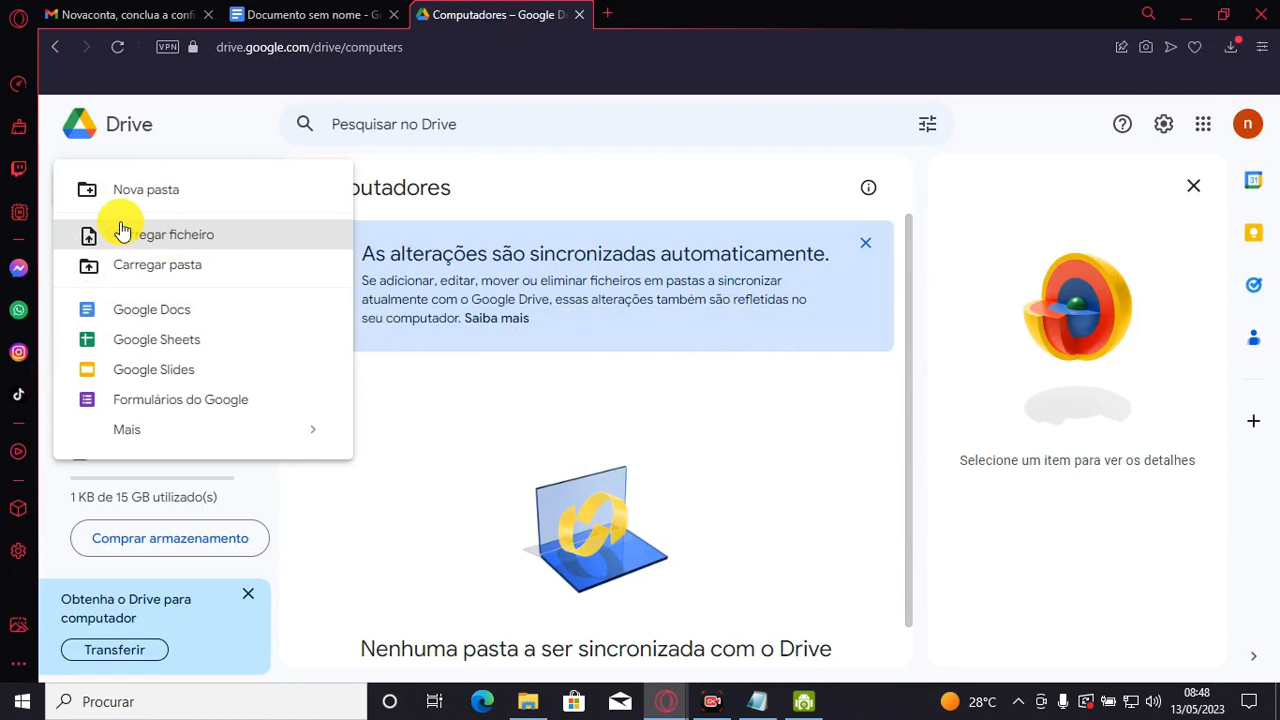 Novaconta, conclua a confi
Documento sem nome - G
Computadores – Google D
VPN
drive.google.com/drive/computers
Drive
Pesquisar no Drive
n
Nova pasta
regar ficheiro
Carregar pasta
Google Docs
Google Sheets
Google Slides
Formulários do Google
Mais
1 KB de 15 GB utilizado(s)
Comprar armazenamento
Obtenha o Drive para
computador
Transferir
putadores
As alterações são sincronizadas automaticamente.
Se adicionar, editar, mover ou eliminar ficheiros em pastas a sincronizar
atualmente com o Google Drive, essas alterações também são refletidas no
seu computador. Saiba mais
Nenhuma pasta a ser sincronizada com o Drive
Selecione um item para ver os detalhes
31
Procurar
28°C
08:48
13/05/2023